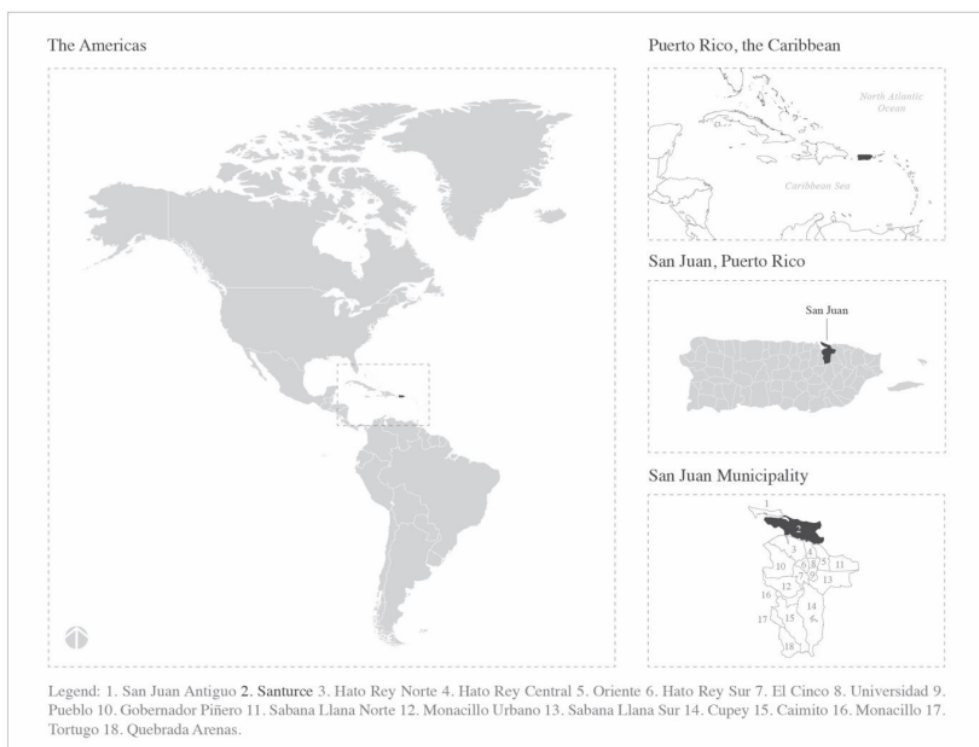 The Americas
Puerto Rico, the Caribbean
North Atlantic
Ocean
Caribbean Sea
San Juan, Puerto Rico
San Juan
San Juan Municipality
1
2
3
4
5
6
8
10
11
7
9
13
12
16
14
17
15
18
Legend: 1. San Juan Antiguo 2. Santurce 3. Hato Rey Norte 4. Hato Rey Central 5. Oriente 6. Hato Rey Sur 7. El Cinco 8. Universidad 9.
Pueblo 10. Gobernador Piñero 11. Sabana Llana Norte 12. Monacillo Urbano 13. Sabana Llana Sur 14. Cupey 15. Caimito 16. Monacillo 17.
Tortugo 18. Quebrada Arenas.